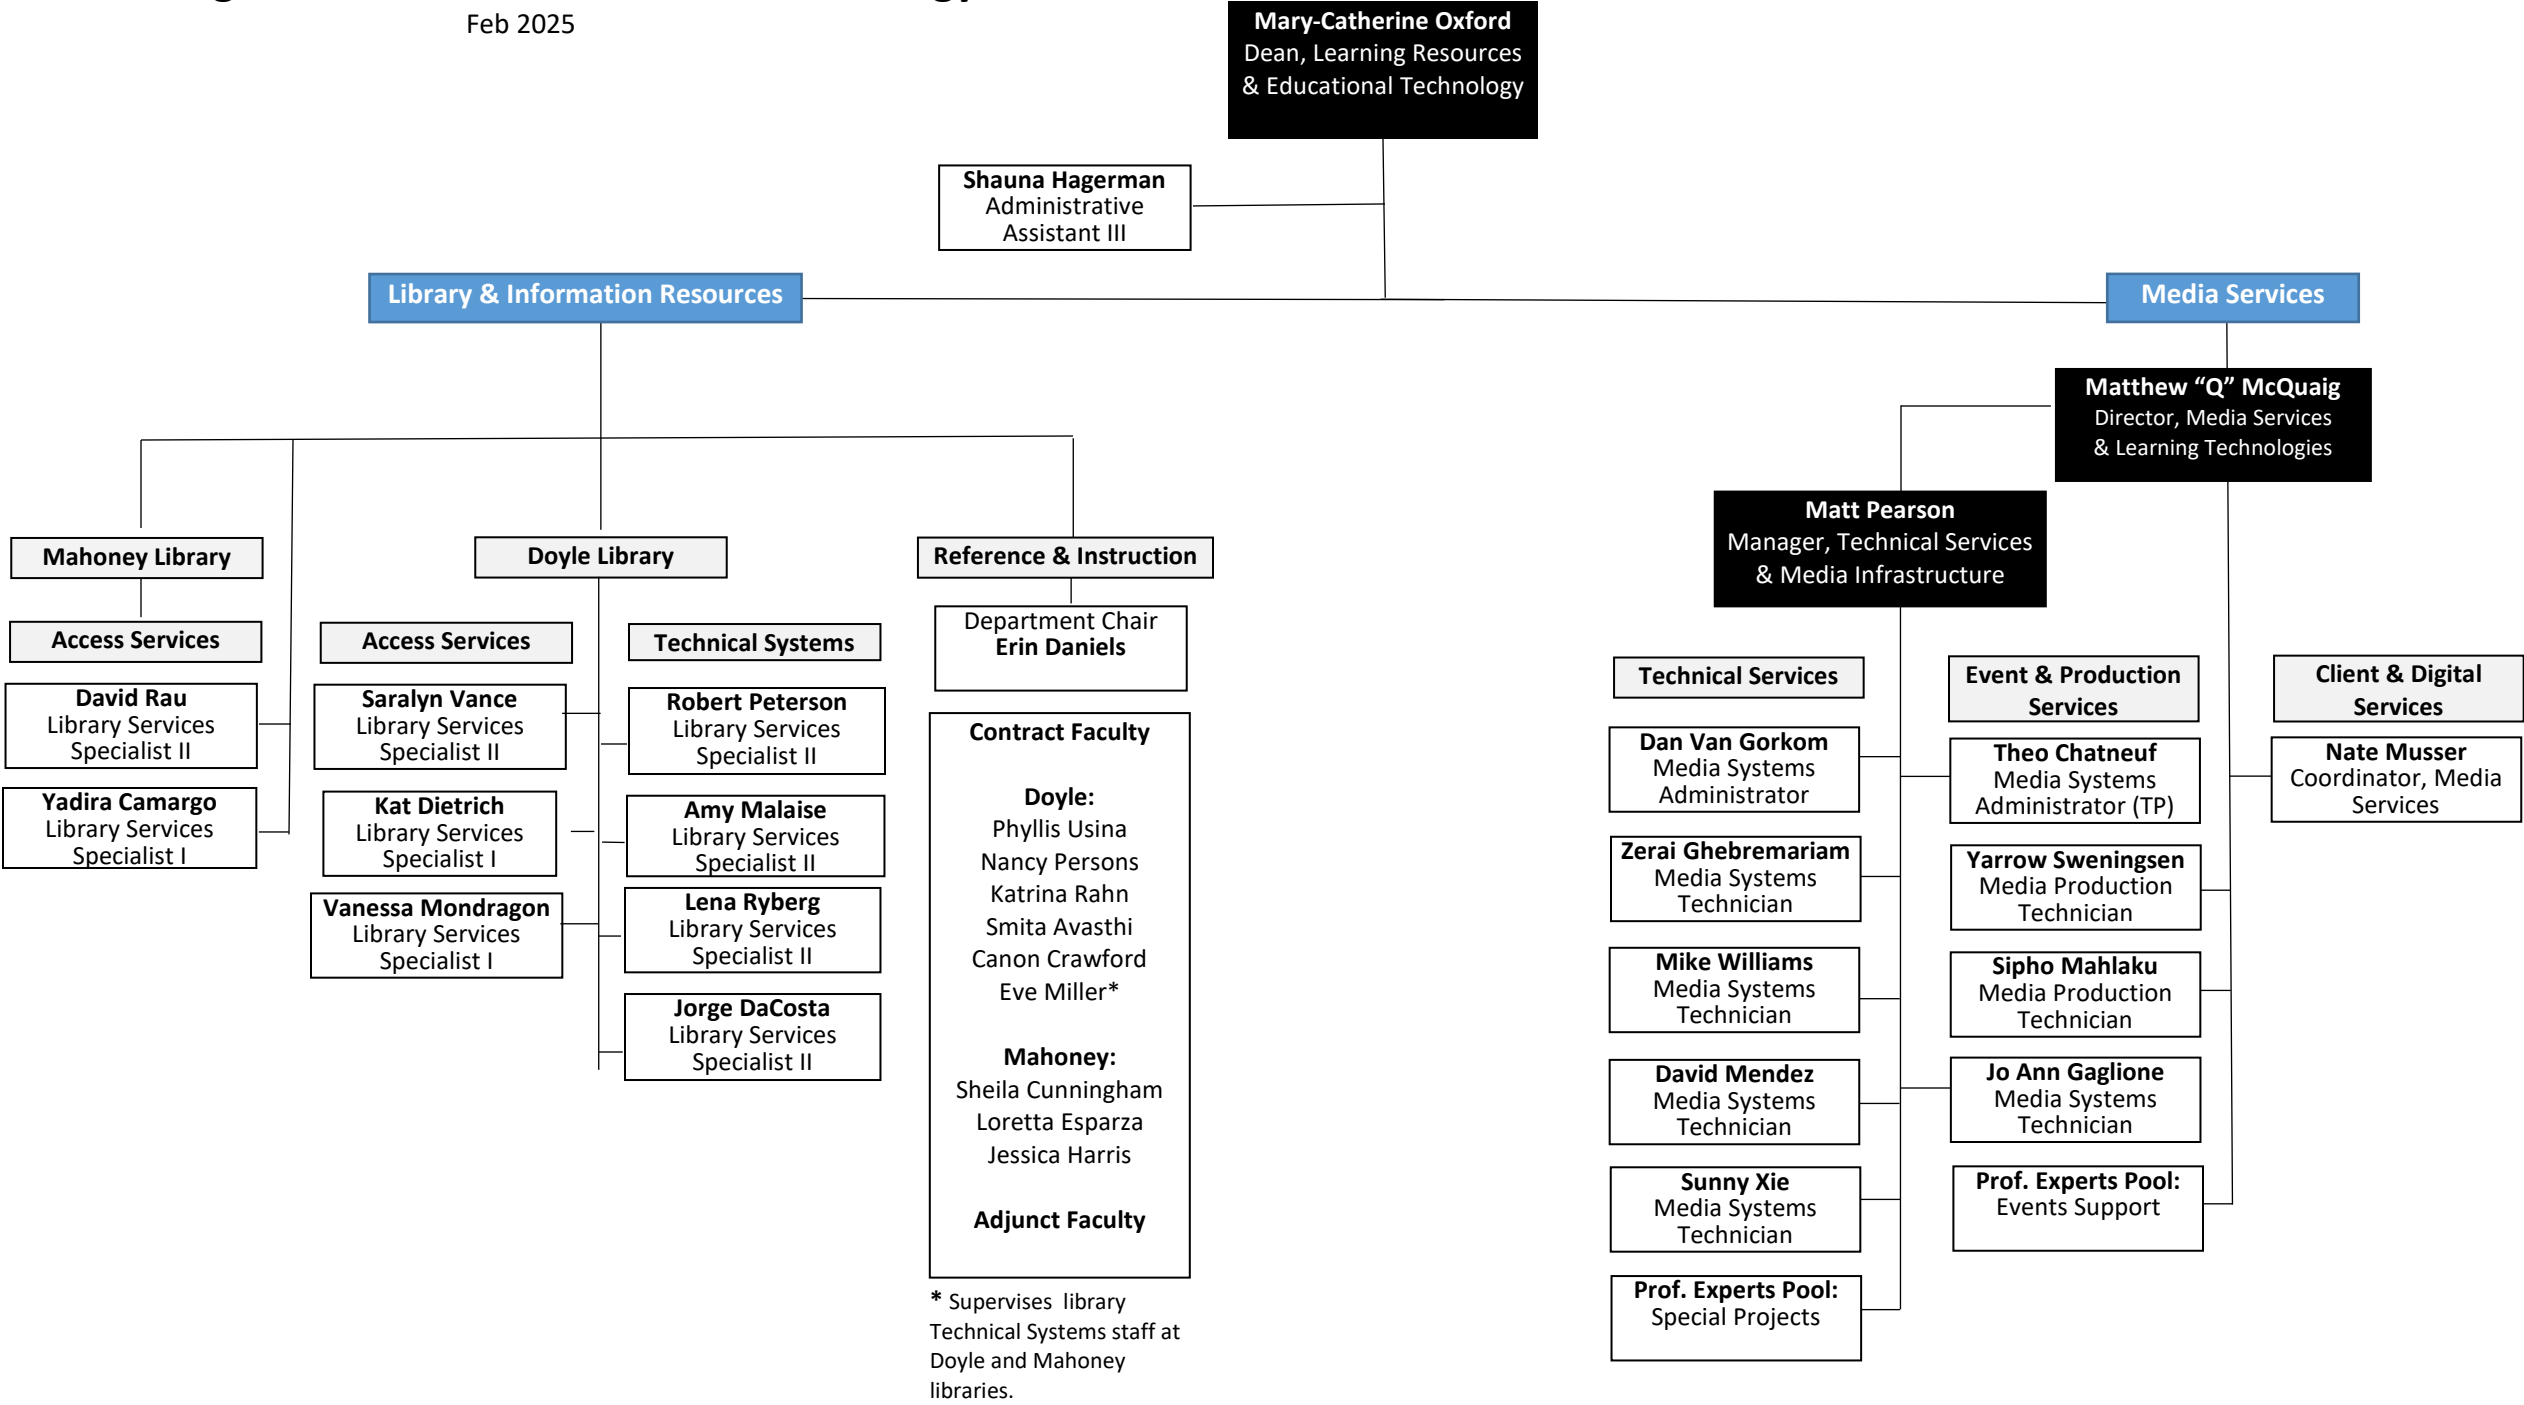 Feb 2025
Mary-Catherine Oxford
Dean, Learning Resources
& Educational Technology
Shauna Hagerman
Administrative
Assistant III
Library & Information Resources
Media Services
Matthew “Q” McQuaig
Director, Media Services
& Learning Technologies
Matt Pearson
Manager, Technical Services
& Media Infrastructure
Mahoney Library
Access Services
David Rau
Library Services
Specialist II
Yadira Camargo
Library Services
Specialist I
Doyle Library
Access Services
Saralyn Vance
Library Services
Specialist II
Kat Dietrich
Library Services
Specialist I
Vanessa Mondragon
Library Services
Specialist I
Technical Systems
Robert Peterson
Library Services
Specialist II
Amy Malaise
Library Services
Specialist II
Lena Ryberg
Library Services
Specialist II
Jorge DaCosta
Library Services
Specialist II
Reference & Instruction
Department Chair
Erin Daniels
Contract Faculty
Doyle:
Phyllis Usina
Nancy Persons
Katrina Rahn
Smita Avasthi
Canon Crawford
Eve Miller*
Mahoney:
Sheila Cunningham
Loretta Esparza
Jessica Harris
Adjunct Faculty
* Supervises library
Technical Systems staff at
Doyle and Mahoney
libraries.
Technical Services
Dan Van Gorkom
Media Systems
Administrator
Zerai Ghebremariam
Media Systems
Technician
Mike Williams
Media Systems
Technician
David Mendez
Media Systems
Technician
Sunny Xie
Media Systems
Technician
Prof. Experts Pool:
Special Projects
Event & Production
Services
Theo Chatneuf
Media Systems
Administrator (TP)
Yarrow Sweningsen
Media Production
Technician
Sipho Mahlaku
Media Production
Technician
Jo Ann Gaglione
Media Systems
Technician
Prof. Experts Pool:
Events Support
Client & Digital
Services
Nate Musser
Coordinator, Media
Services